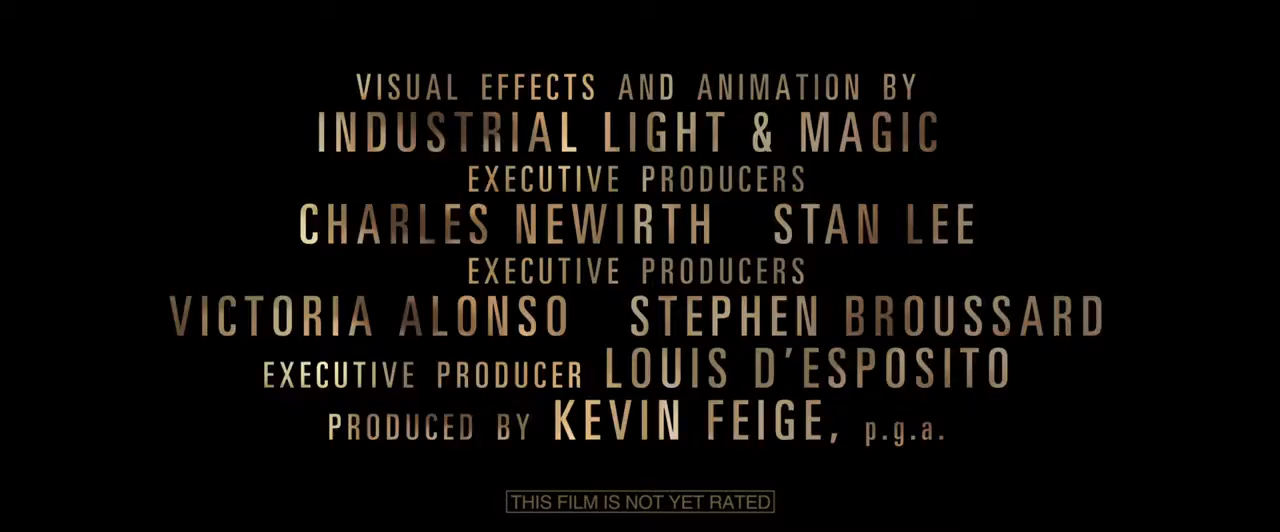 VISUAL EFFECTS AND ANIMATION BY
INDUSTRIAL LIGHT & MAGIC
EXECUTIVE PRODUCERS
CHARLES NEWIRTH STAN LEE
EXECUTIVE PRODUCERS
VICTORIA ALONSO STEPHEN BROUSSARD
EXECUTIVE PRODUCER LOUIS D'ESPOSITO
PRODUCED BY KEVIN FEIGE, p.g.a.
THIS FILM IS NOT YET RATED